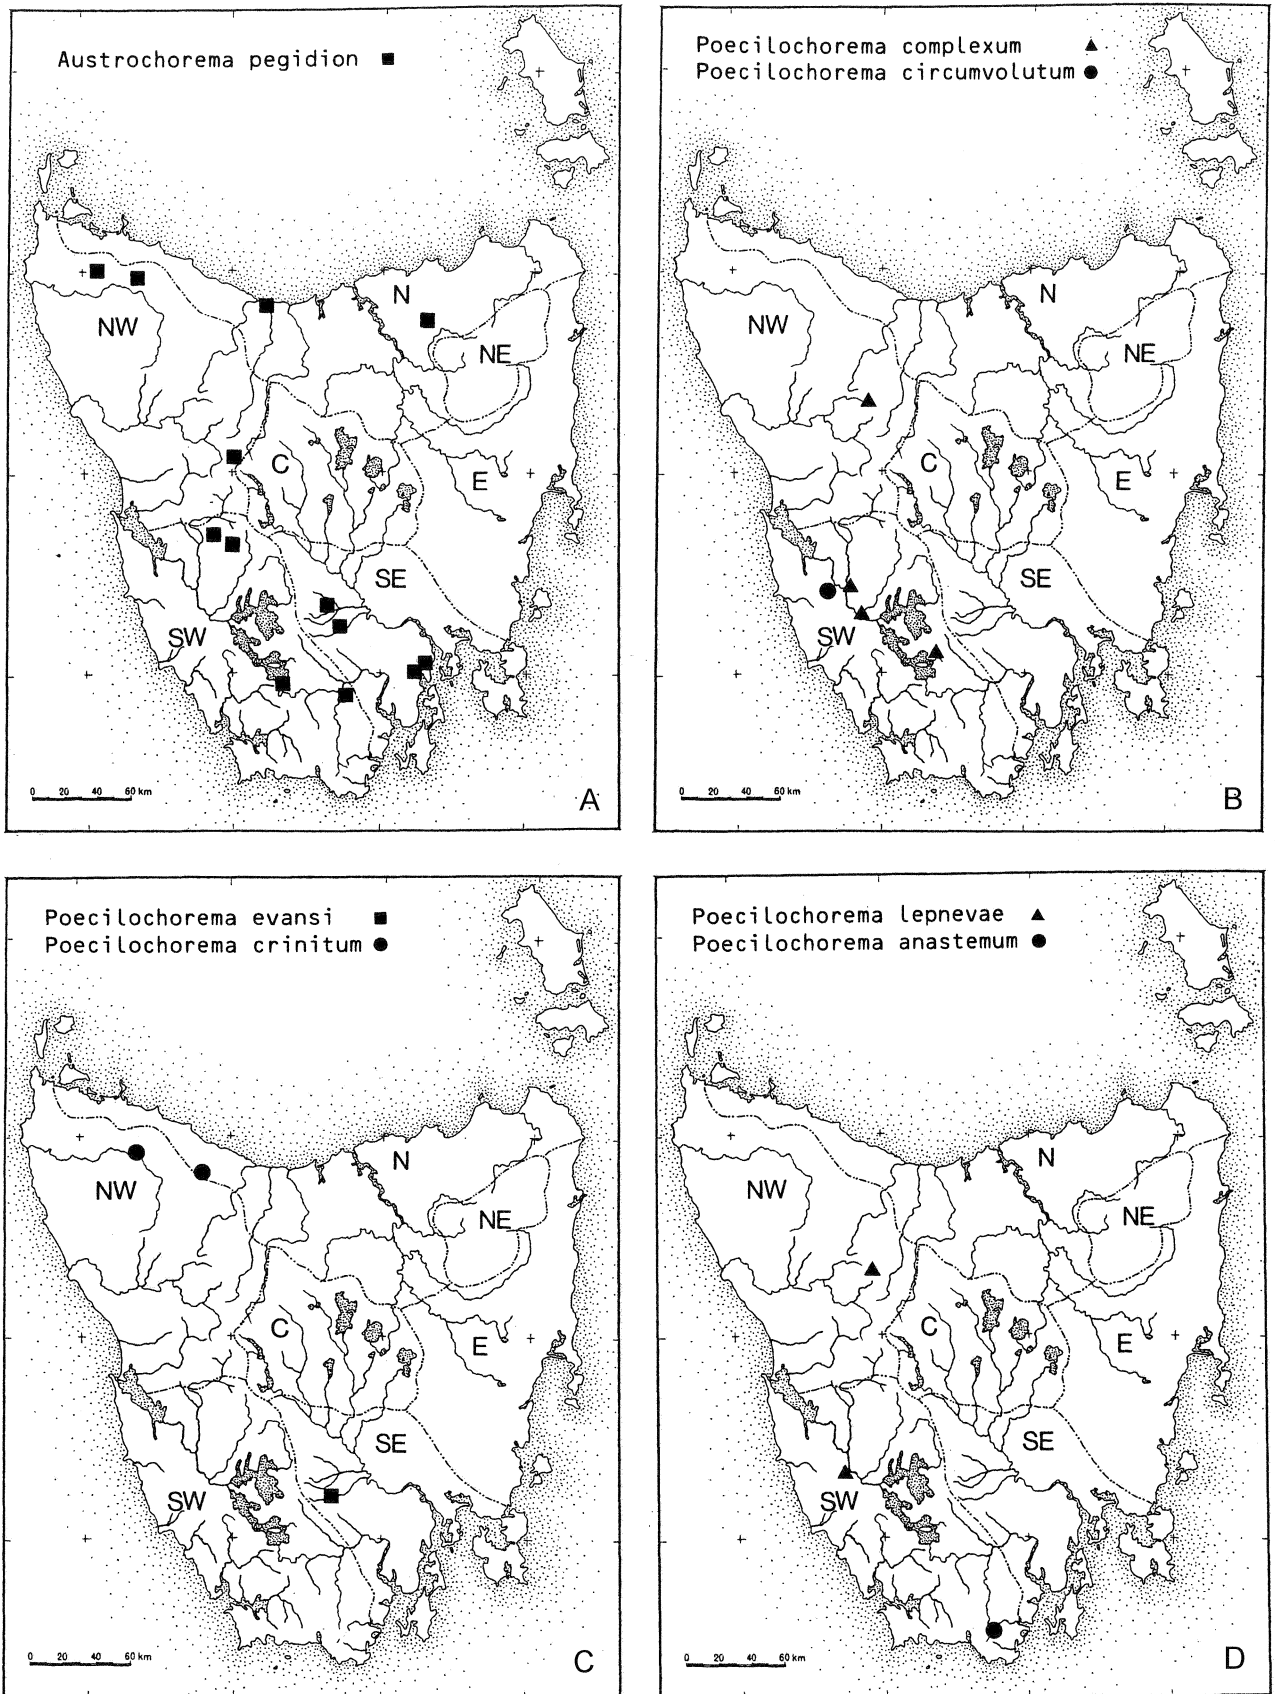 Austrochorema pegidion ■
N
NW
NE
C
E
SE
SW
0 20 40 60 km
A
Poecilochorema complexum ▲
Poecilochorema circumvolutum ●
N
NW
NE
C
E
SE
SW
0 20 40 60 km
B
Poecilochorema evansi ■
Poecilochorema crinitum ●
N
NW
NE
C
E
SE
SW
0 20 40 60 km
C
Poecilochorema lepnevae ▲
Poecilochorema anastemum ●
N
NW
NE
C
E
SE
SW
0 20 40 60 km
D